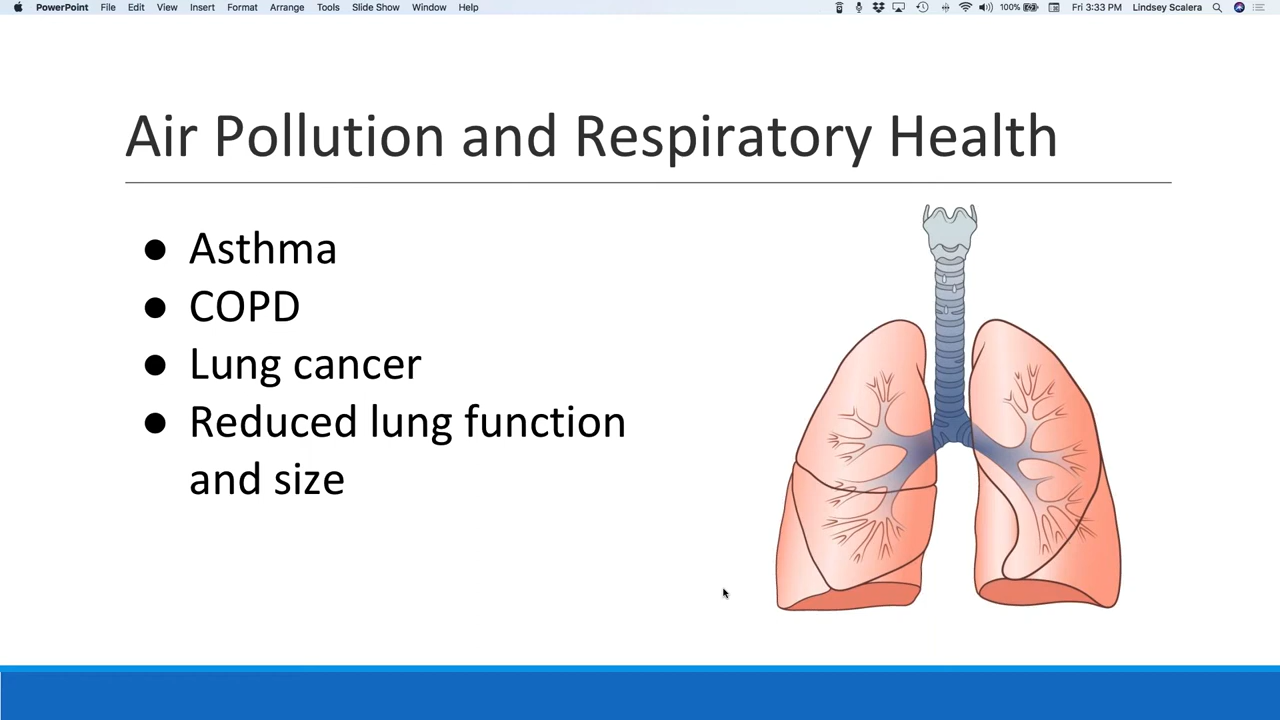 PowerPoint File Edit View Insert Format Arrange Tools Slide Show Window Help 100% Fri 3:33 PM Lindsey Scalera
Air Pollution and Respiratory Health
● Asthma
● COPD
● Lung cancer
● Reduced lung function
and size